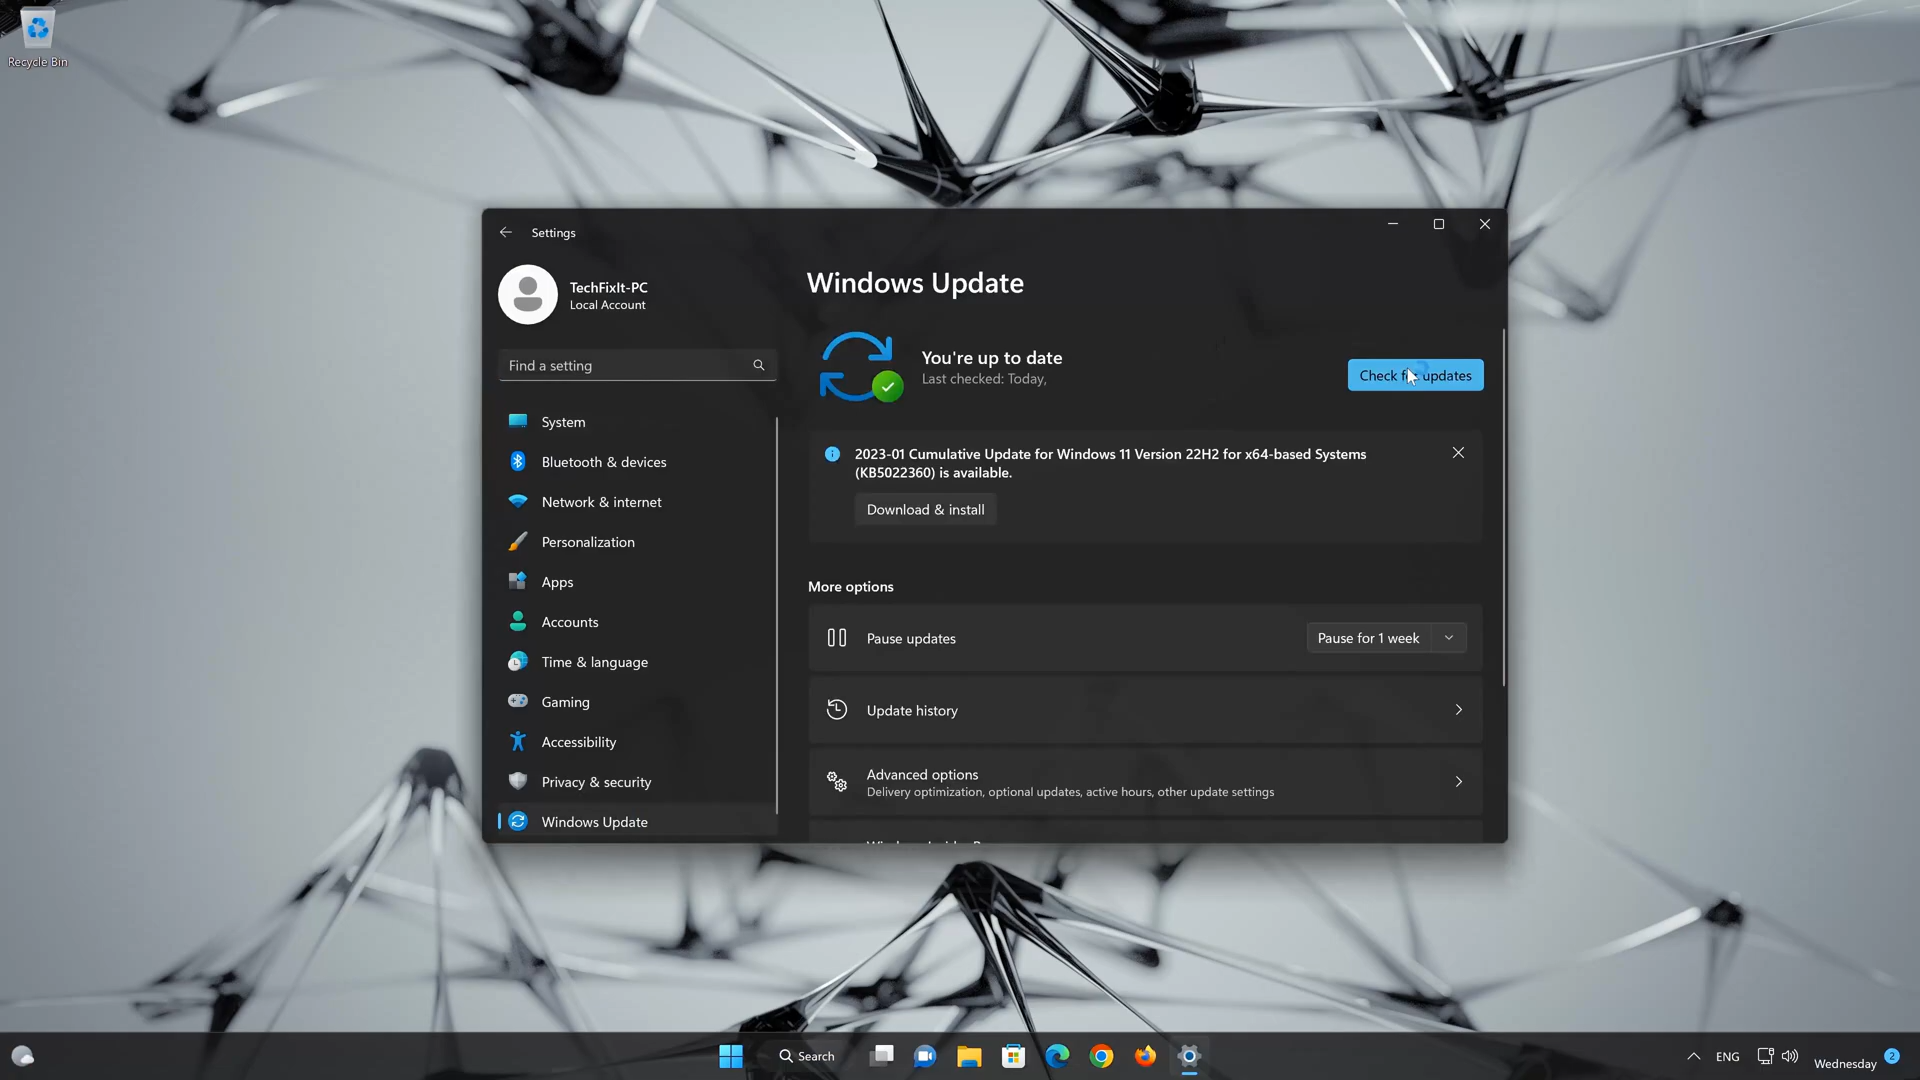 Recycle Bin
Settings
TechFixIt-PC
Local Account
Find a setting
System
Bluetooth & devices
Network & internet
Personalization
Apps
Accounts
Time & language
Gaming
Accessibility
Privacy & security
Windows Update
Windows Update
You're up to date
Last checked: Today,
Check for updates
2023-01 Cumulative Update for Windows 11 Version 22H2 for x64-based Systems
(KB5022360) is available.
Download & install
More options
Pause updates
Pause for 1 week
Update history
Advanced options
Delivery optimization, optional updates, active hours, other update settings
Search
ENG
Wednesday
2